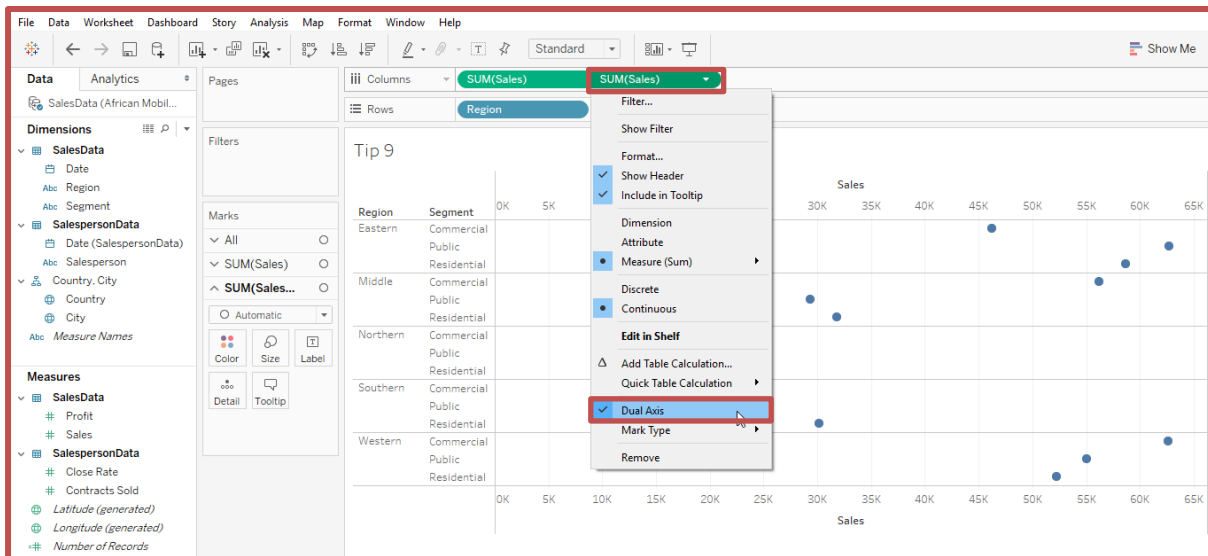 File Data Worksheet Dashboard Story Analysis Map Format Window Help
Standard
Show Me
Data Analytics
SalesData (African Mobil...
Dimensions
SalesData
Date
Abc Region
Abc Segment
SalespersonData
Date (SalespersonData)
Abc Salesperson
Country, City
Country
City
Abc Measure Names
Measures
SalesData
# Profit
# Sales
SalespersonData
# Close Rate
# Contracts Sold
Latitude (generated)
Longitude (generated)
=# Number of Records
Pages
Filters
Marks
All
SUM(Sales)
SUM(Sales...
Automatic
Color Size Label
Detail Tooltip
Columns SUM(Sales) SUM(Sales)
Rows Region
Filter...
Show Filter
Format...
Show Header
Include in Tooltip
Dimension
Attribute
Measure (Sum)
Discrete
Continuous
Edit in Shelf
Add Table Calculation...
Quick Table Calculation
Dual Axis
Mark Type
Remove
Tip 9
Sales
Region Segment 0K 5K 30K 35K 40K 45K 50K 55K 60K 65K
Eastern Commercial
Public
Residential
Middle Commercial
Public
Residential
Northern Commercial
Public
Residential
Southern Commercial
Public
Residential
Western Commercial
Public
Residential
0K 5K 10K 15K 20K 25K 30K 35K 40K 45K 50K 55K 60K 65K
Sales